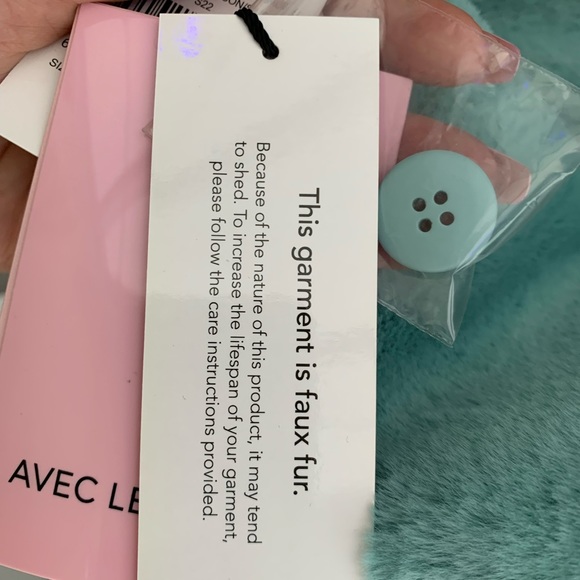 This garment is faux fur.
Because of the nature of this product, it may tend
to shed. To increase the lifespan of your garment,
please follow the care instructions provided.
AVEC LE
S22